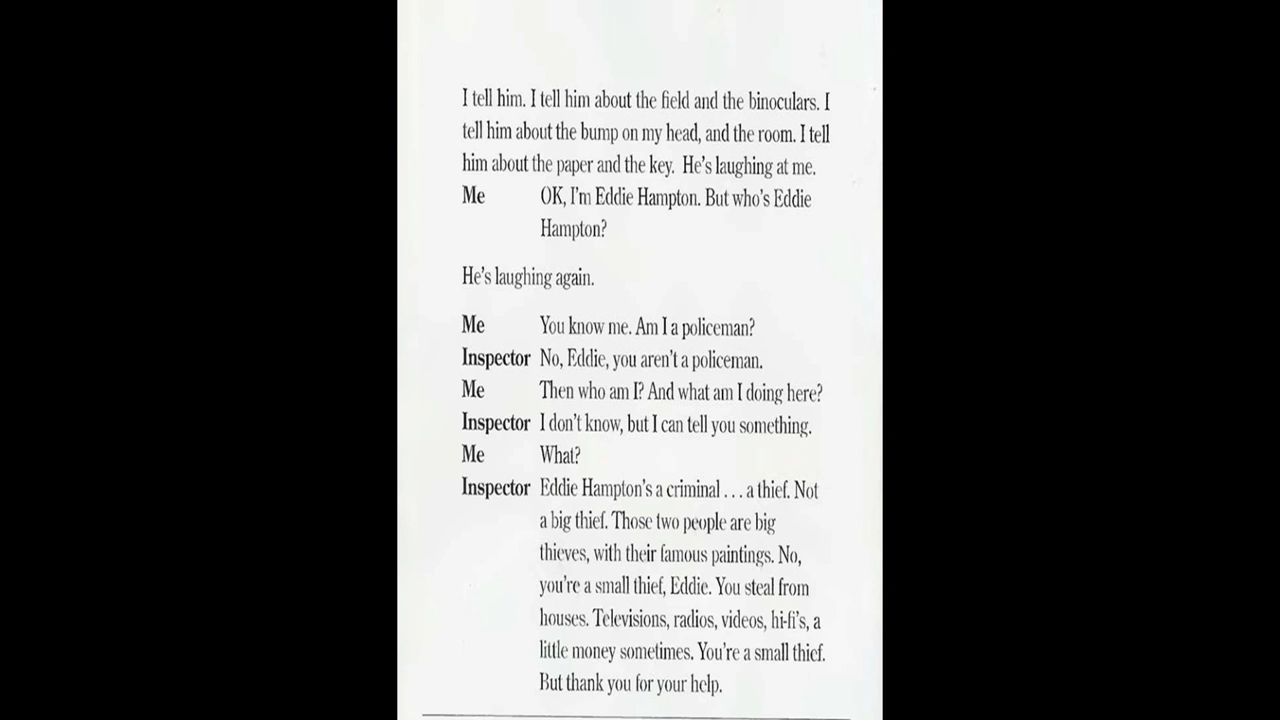 I tell him. I tell him about the field and the binoculars. I
tell him about the bump on my head, and the room. I tell
him about the paper and the key. He's laughing at me.
Me OK, I'm Eddie Hampton. But who's Eddie
Hampton?
He's laughing again.
Me You know me. Am I a policeman?
Inspector No, Eddie, you aren't a policeman.
Me Then who am I? And what am I doing here?
Inspector I don't know, but I can tell you something.
Me What?
Inspector Eddie Hampton's a criminal . . . a thief. Not
a big thief. Those two people are big
thieves, with their famous paintings. No,
you're a small thief, Eddie. You steal from
houses. Televisions, radios, videos, hi-fi's, a
little money sometimes. You're a small thief.
But thank you for your help.